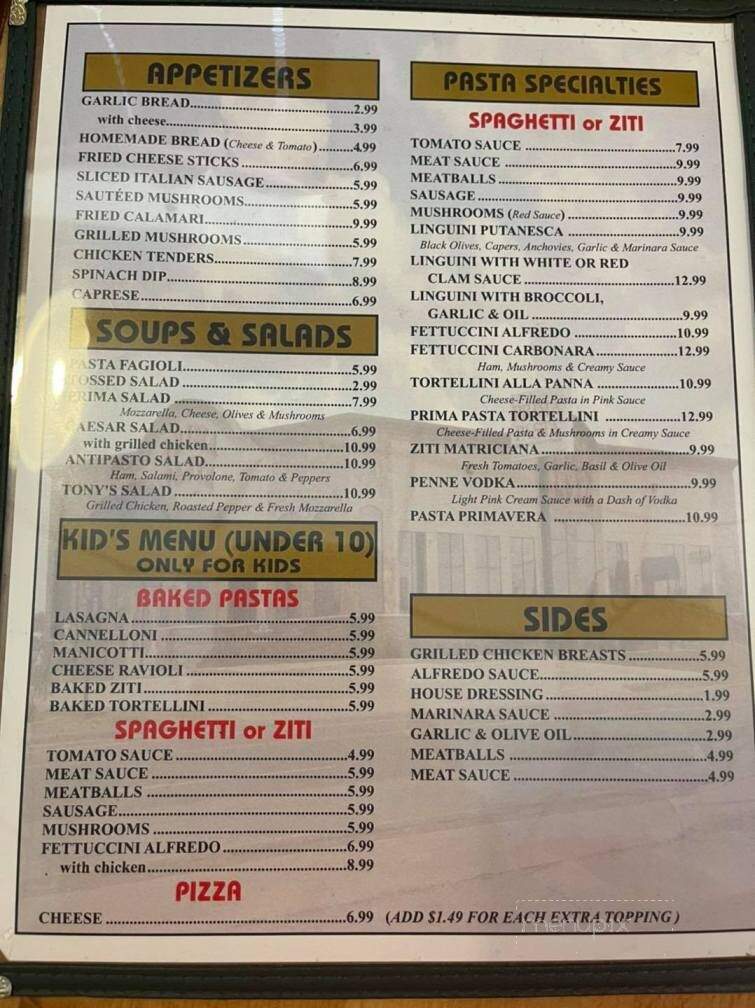 APPETIZERS
GARLIC BREAD.....2.99
with cheese.....3.99
HOMEMADE BREAD (Cheese & Tomato).....4.99
FRIED CHEESE STICKS.....6.99
SLICED ITALIAN SAUSAGE.....5.99
SAUTÉED MUSHROOMS.....5.99
FRIED CALAMARI.....9.99
GRILLED MUSHROOMS.....5.99
CHICKEN TENDERS.....7.99
SPINACH DIP.....8.99
CAPRESE.....6.99
SOUPS & SALADS
PASTA FAGIOLI.....5.99
TOSSED SALAD.....2.99
PRIMA SALAD.....7.99
Mozzarella, Cheese, Olives & Mushrooms
CAESAR SALAD.....6.99
with grilled chicken.....10.99
ANTIPASTO SALAD.....10.99
Ham, Salami, Provolone, Tomato & Peppers
TONY'S SALAD.....10.99
Grilled Chicken, Roasted Pepper & Fresh Mozzarella
KID'S MENU (UNDER 10)
ONLY FOR KIDS
BAKED PASTAS
LASAGNA.....5.99
CANNELLONI.....5.99
MANICOTTI.....5.99
CHEESE RAVIOLI.....5.99
BAKED ZITI.....5.99
BAKED TORTELLINI.....5.99
SPAGHETTI or ZITI
TOMATO SAUCE.....4.99
MEAT SAUCE.....5.99
MEATBALLS.....5.99
SAUSAGE.....5.99
MUSHROOMS.....5.99
FETTUCCINI ALFREDO.....6.99
with chicken.....8.99
PIZZA
CHEESE.....6.99 (ADD $1.49 FOR EACH EXTRA TOPPING)
PASTA SPECIALTIES
SPAGHETTI or ZITI
TOMATO SAUCE.....7.99
MEAT SAUCE.....9.99
MEATBALLS.....9.99
SAUSAGE.....9.99
MUSHROOMS (Red Sauce).....9.99
LINGUINI PUTANESCA.....9.99
Black Olives, Capers, Anchovies, Garlic & Marinara Sauce
LINGUINI WITH WHITE OR RED
CLAM SAUCE.....12.99
LINGUINI WITH BROCCOLI,
GARLIC & OIL.....9.99
FETTUCCINI ALFREDO.....10.99
FETTUCCINI CARBONARA.....12.99
Ham, Mushrooms & Creamy Sauce
TORTELLINI ALLA PANNA.....10.99
Cheese-Filled Pasta in Pink Sauce
PRIMA PASTA TORTELLINI.....12.99
Cheese-Filled Pasta & Mushrooms in Creamy Sauce
ZITI MATRICIANA.....9.99
Fresh Tomatoes, Garlic, Basil & Olive Oil
PENNE VODKA.....9.99
Light Pink Cream Sauce with a Dash of Vodka
PASTA PRIMAVERA.....10.99
SIDES
GRILLED CHICKEN BREASTS.....5.99
ALFREDO SAUCE.....5.99
HOUSE DRESSING.....1.99
MARINARA SAUCE.....2.99
GARLIC & OLIVE OIL.....2.99
MEATBALLS.....4.99
MEAT SAUCE.....4.99
menupix